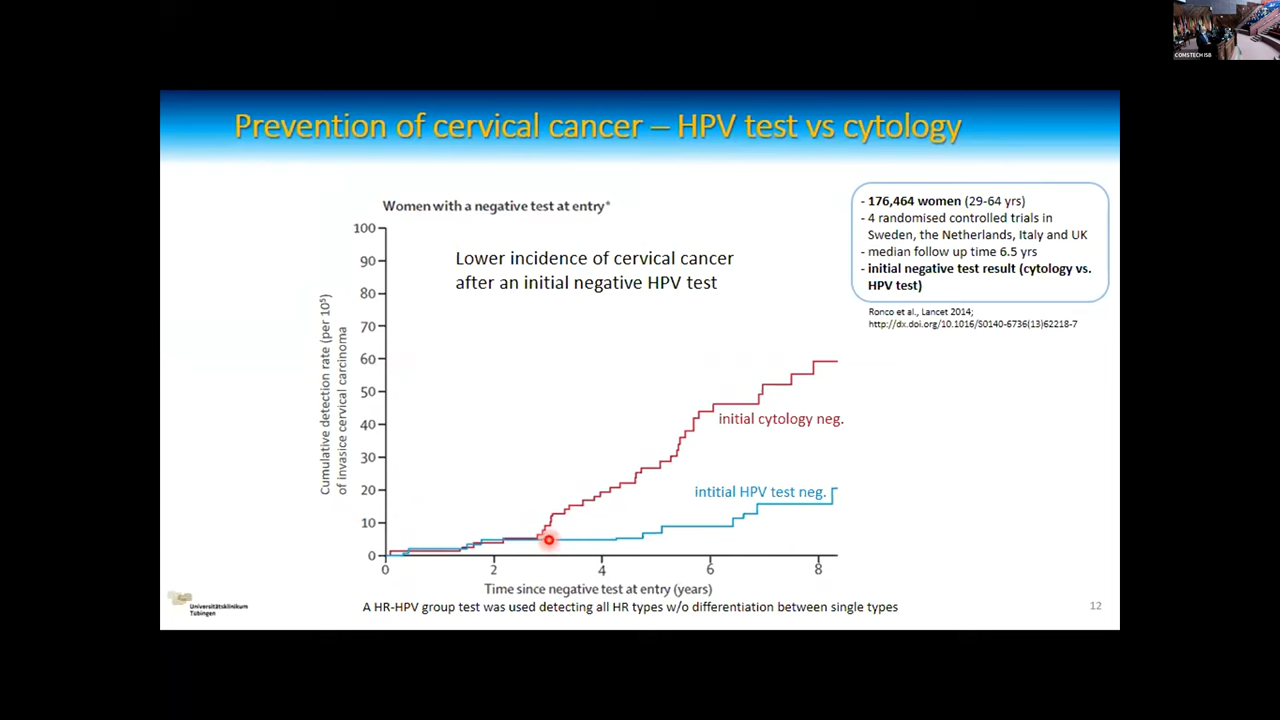 COMSTECH ISB
Prevention of cervical cancer – HPV test vs cytology
Women with a negative test at entry*
Lower incidence of cervical cancer
after an initial negative HPV test
- 176,464 women (29-64 yrs)
- 4 randomised controlled trials in
Sweden, the Netherlands, Italy and UK
- median follow up time 6.5 yrs
- initial negative test result (cytology vs.
HPV test)
Ronco et al., Lancet 2014;
http://dx.doi.org/10.1016/S0140-6736(13)62218-7
Cumulative detection rate (per 10⁵)
of invasice cervical carcinoma
100
90
80
70
60
50
40
30
20
10
0
initial cytology neg.
intitial HPV test neg.
0 2 4 6 8
Time since negative test at entry (years)
A HR-HPV group test was used detecting all HR types w/o differentiation between single types
Universitätsklinikum
Tübingen
12